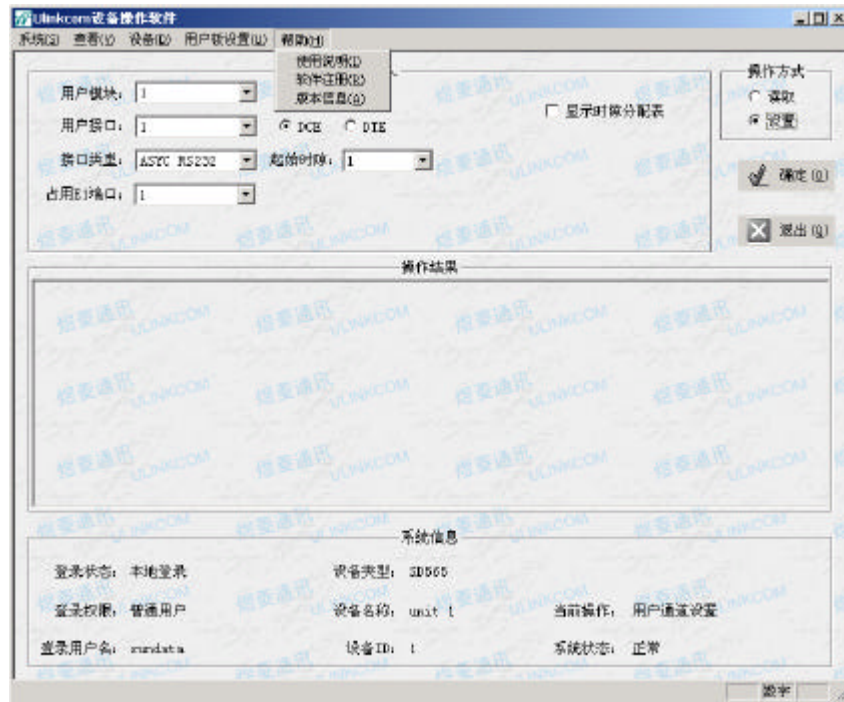 Ulinkcom设备操作软件
系统(S) 查看(V) 设备(D) 用户板设置(U) 帮助(H)
使用说明(I)
软件注册(R)
版本信息(A)
用户模块: 1
用户接口: 1 DCE DTE
接口类型: ASYC RS232 起始时隙: 1
占用E1端口: 1
显示时隙分配表
操作方式
读取
设置
确定(O)
退出(Q)
操作结果
系统信息
登录状态: 本地登录 设备类型: SD565
登录权限: 普通用户 设备名称: unit 1 当前操作: 用户通道设置
登录用户名: sundata 设备ID: 1 系统状态: 正常
数字
煜菱通讯 ULINKCOM